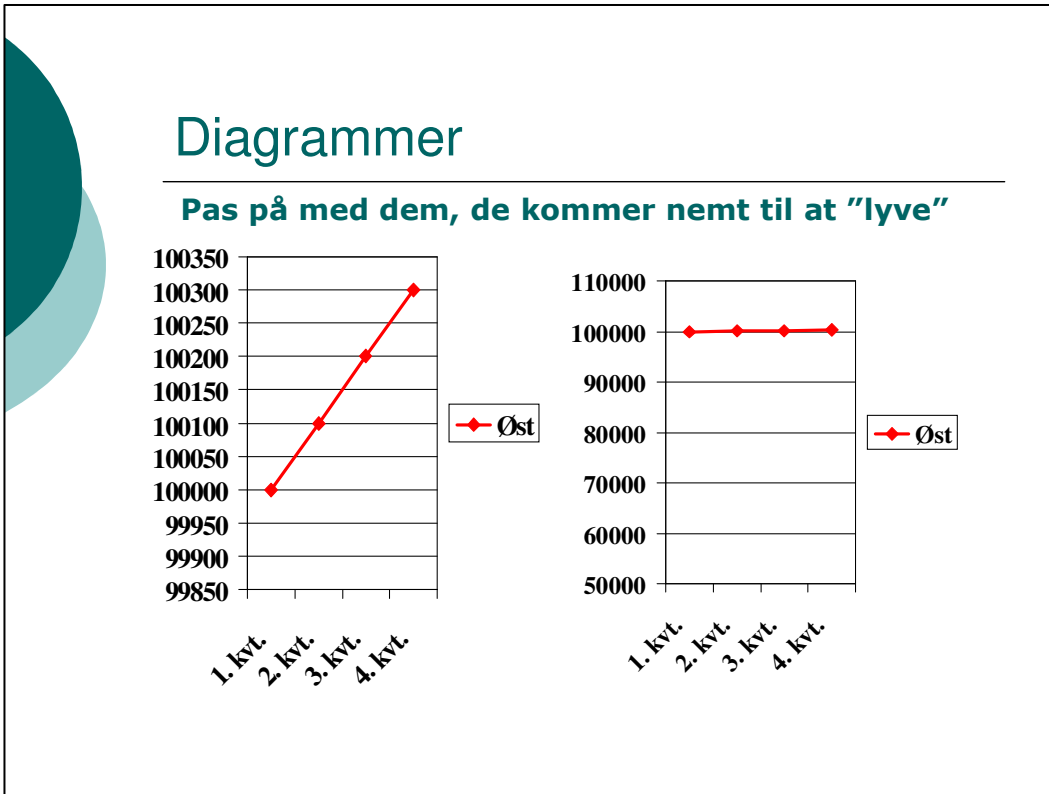 Diagrammer
Pas på med dem, de kommer nemt til at ”lyve”
100350
100300
100250
100200
100150
100100
100050
100000
99950
99900
99850
1. kvt.
2. kvt.
3. kvt.
4. kvt.
Øst
110000
100000
90000
80000
70000
60000
50000
1. kvt.
2. kvt.
3. kvt.
4. kvt.
Øst